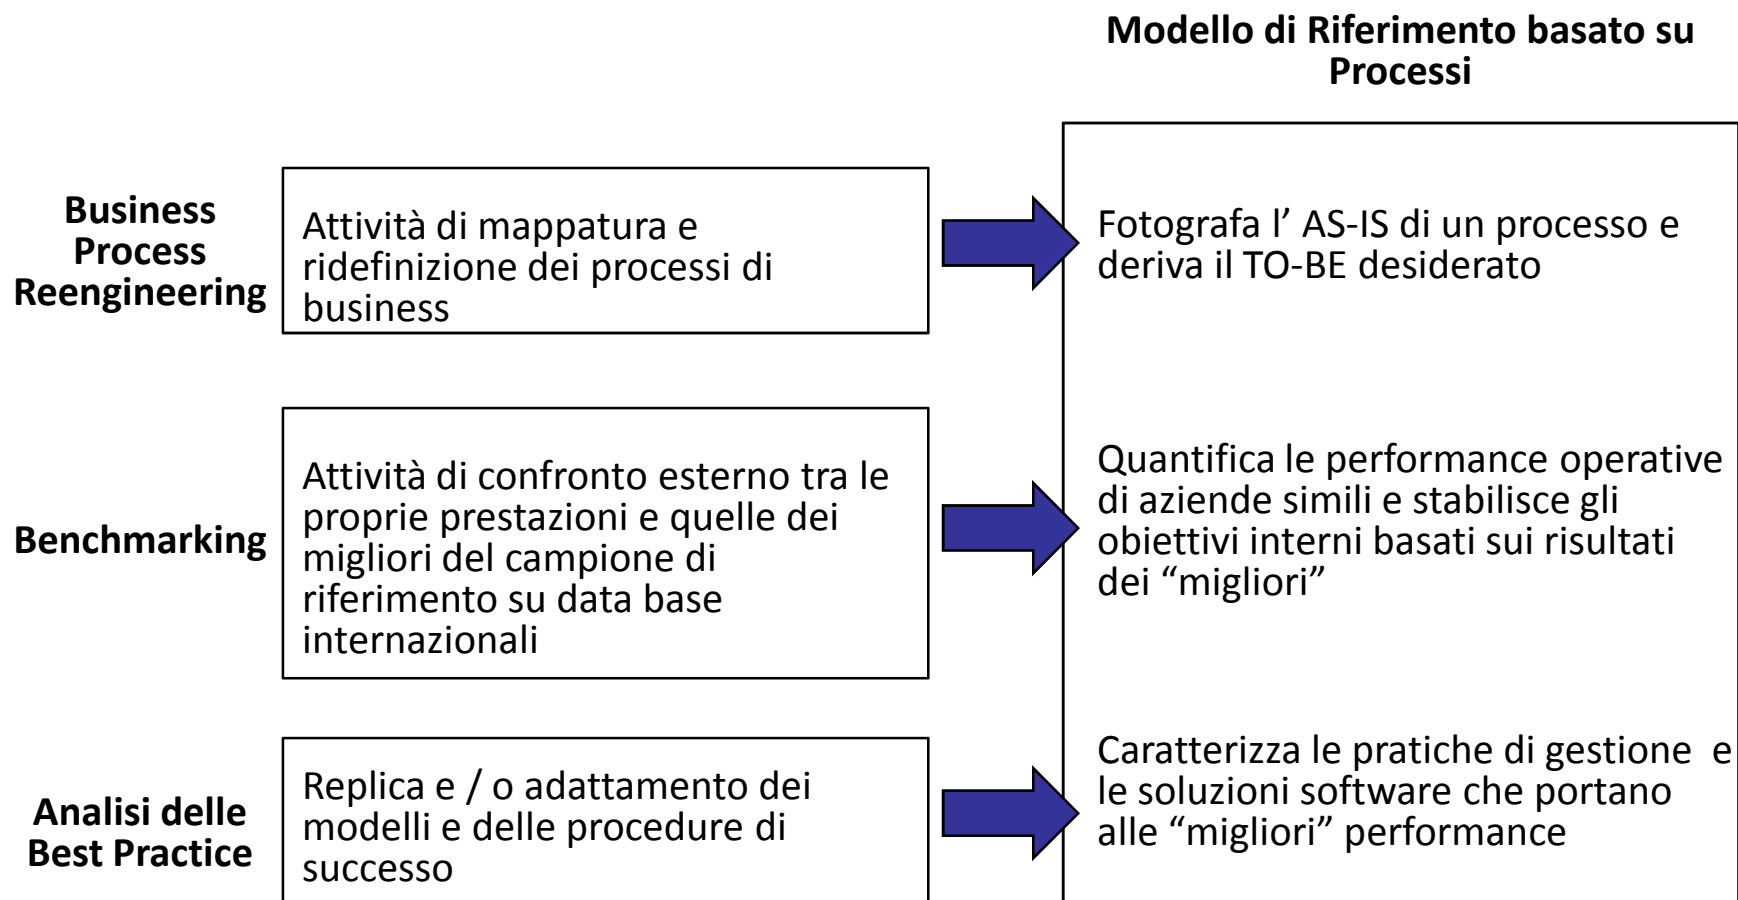 Modello di Riferimento basato su
Processi
Business
Process
Reengineering
Attività di mappatura e
ridefinizione dei processi di
business
Fotografa l’ AS-IS di un processo e
deriva il TO-BE desiderato
Benchmarking
Attività di confronto esterno tra le
proprie prestazioni e quelle dei
migliori del campione di
riferimento su data base
internazionali
Quantifica le performance operative
di aziende simili e stabilisce gli
obiettivi interni basati sui risultati
dei “migliori”
Analisi delle
Best Practice
Replica e / o adattamento dei
modelli e delle procedure di
successo
Caratterizza le pratiche di gestione  e
le soluzioni software che portano
alle “migliori” performance